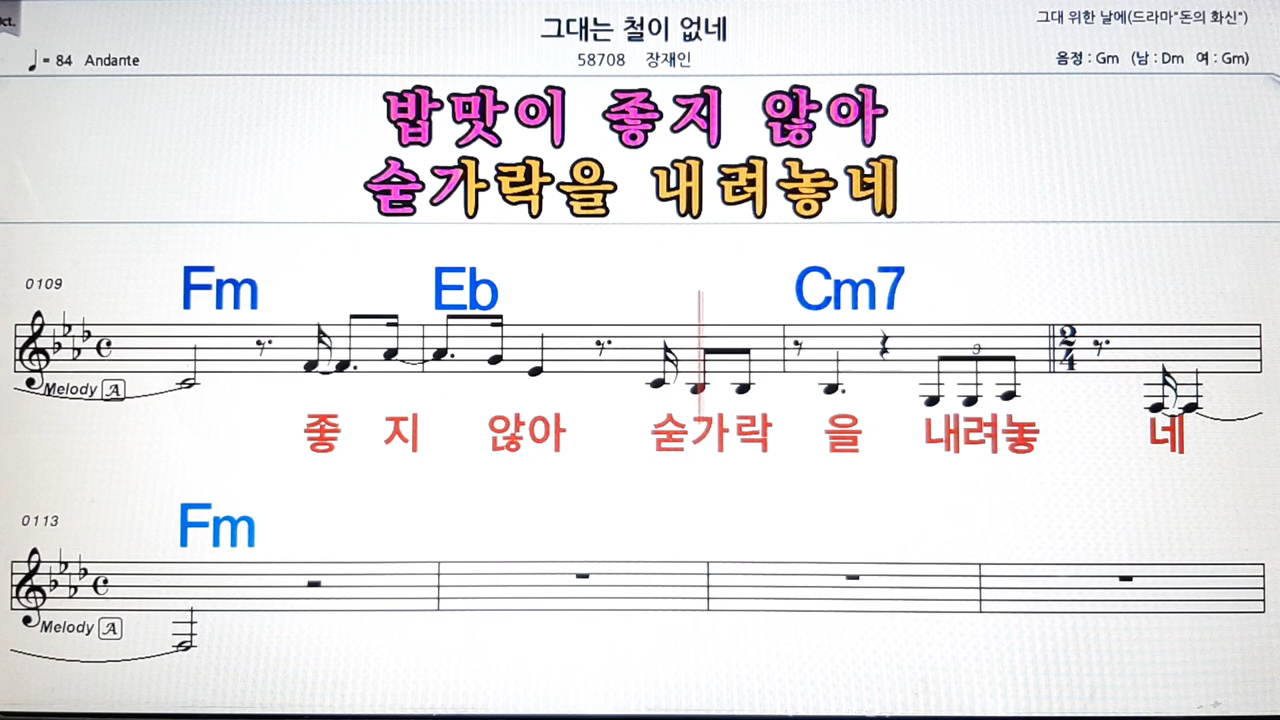 그대는 철이 없네
그대 위한 날에(드라마"돈의 화신")
♩= 84 Andante
58708 장재인
음정 : Gm (남 : Dm 여 : Gm)
밥맛이 좋지 않아
숟가락을 내려놓네
0109
Fm Eb Cm7
2/4
3
Melody A
좋 지 않아 숟가락 을 내려놓 네
0113
Fm
Melody A